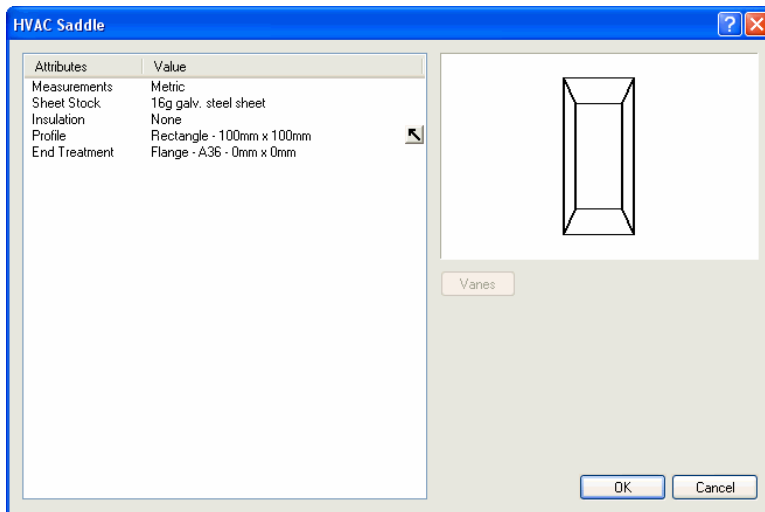 HVAC Saddle
Attributes Value
Measurements Metric
Sheet Stock 16g galv. steel sheet
Insulation None
Profile Rectangle - 100mm x 100mm
End Treatment Flange - A36 - 0mm x 0mm
Vanes
OK Cancel